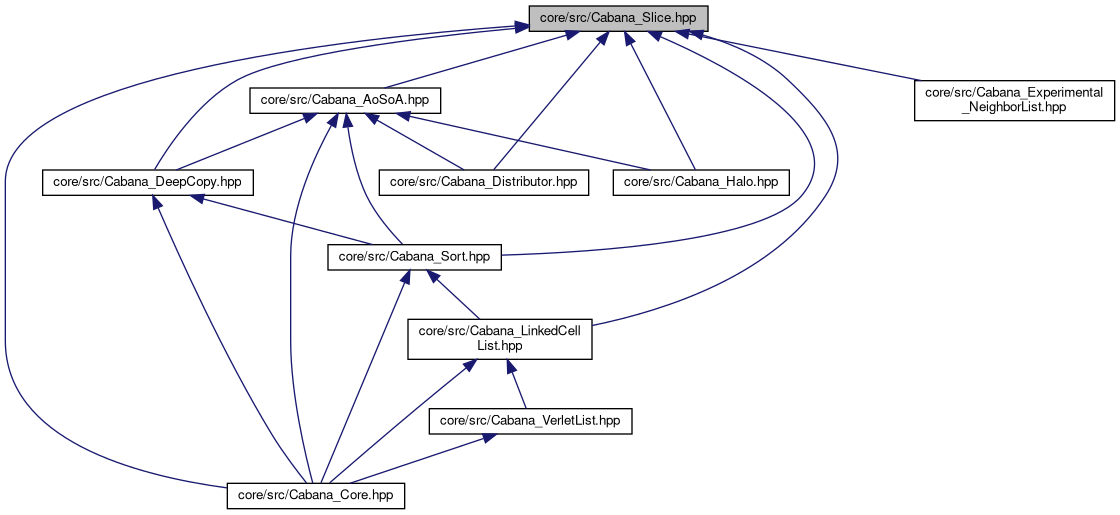 core/src/Cabana_Slice.hpp
core/src/Cabana_Experimental
_NeighborList.hpp
core/src/Cabana_AoSoA.hpp
core/src/Cabana_DeepCopy.hpp
core/src/Cabana_Distributor.hpp
core/src/Cabana_Halo.hpp
core/src/Cabana_Sort.hpp
core/src/Cabana_LinkedCell
List.hpp
core/src/Cabana_VerletList.hpp
core/src/Cabana_Core.hpp